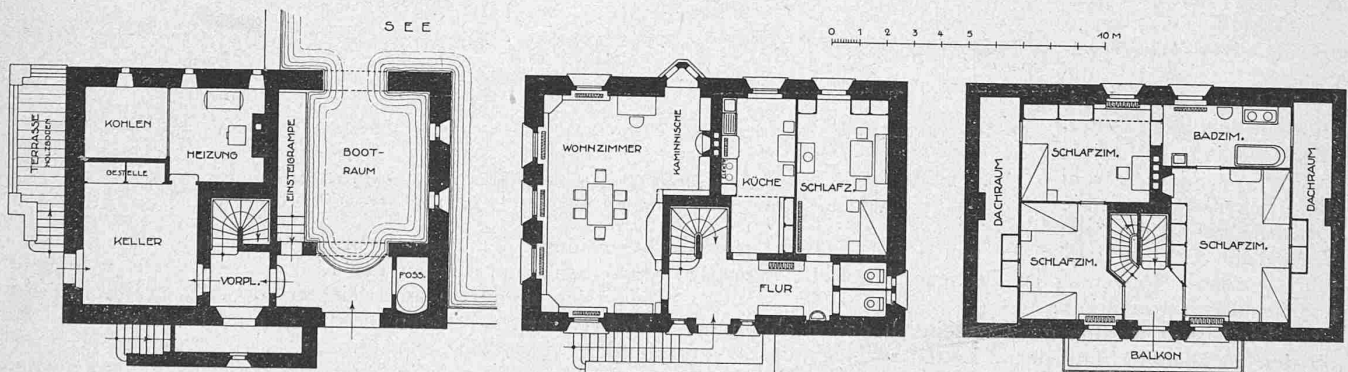 SEE
0 1 2 3 4 5 10 M
TERRASSE
HOLZBODEN
KOHLEN
HEIZUNG
GESTELLE
KELLER
VORPL.
EINSTEIGRAMPE
BOOT-
RAUM
FOSS.
WOHNZIMMER
KAMINNISCHE
KÜCHE
SCHLAFZ.
FLUR
DACHRAUM
SCHLAFZIM.
BADZIM.
DACHRAUM
SCHLAFZIM.
SCHLAFZIM.
BALKON